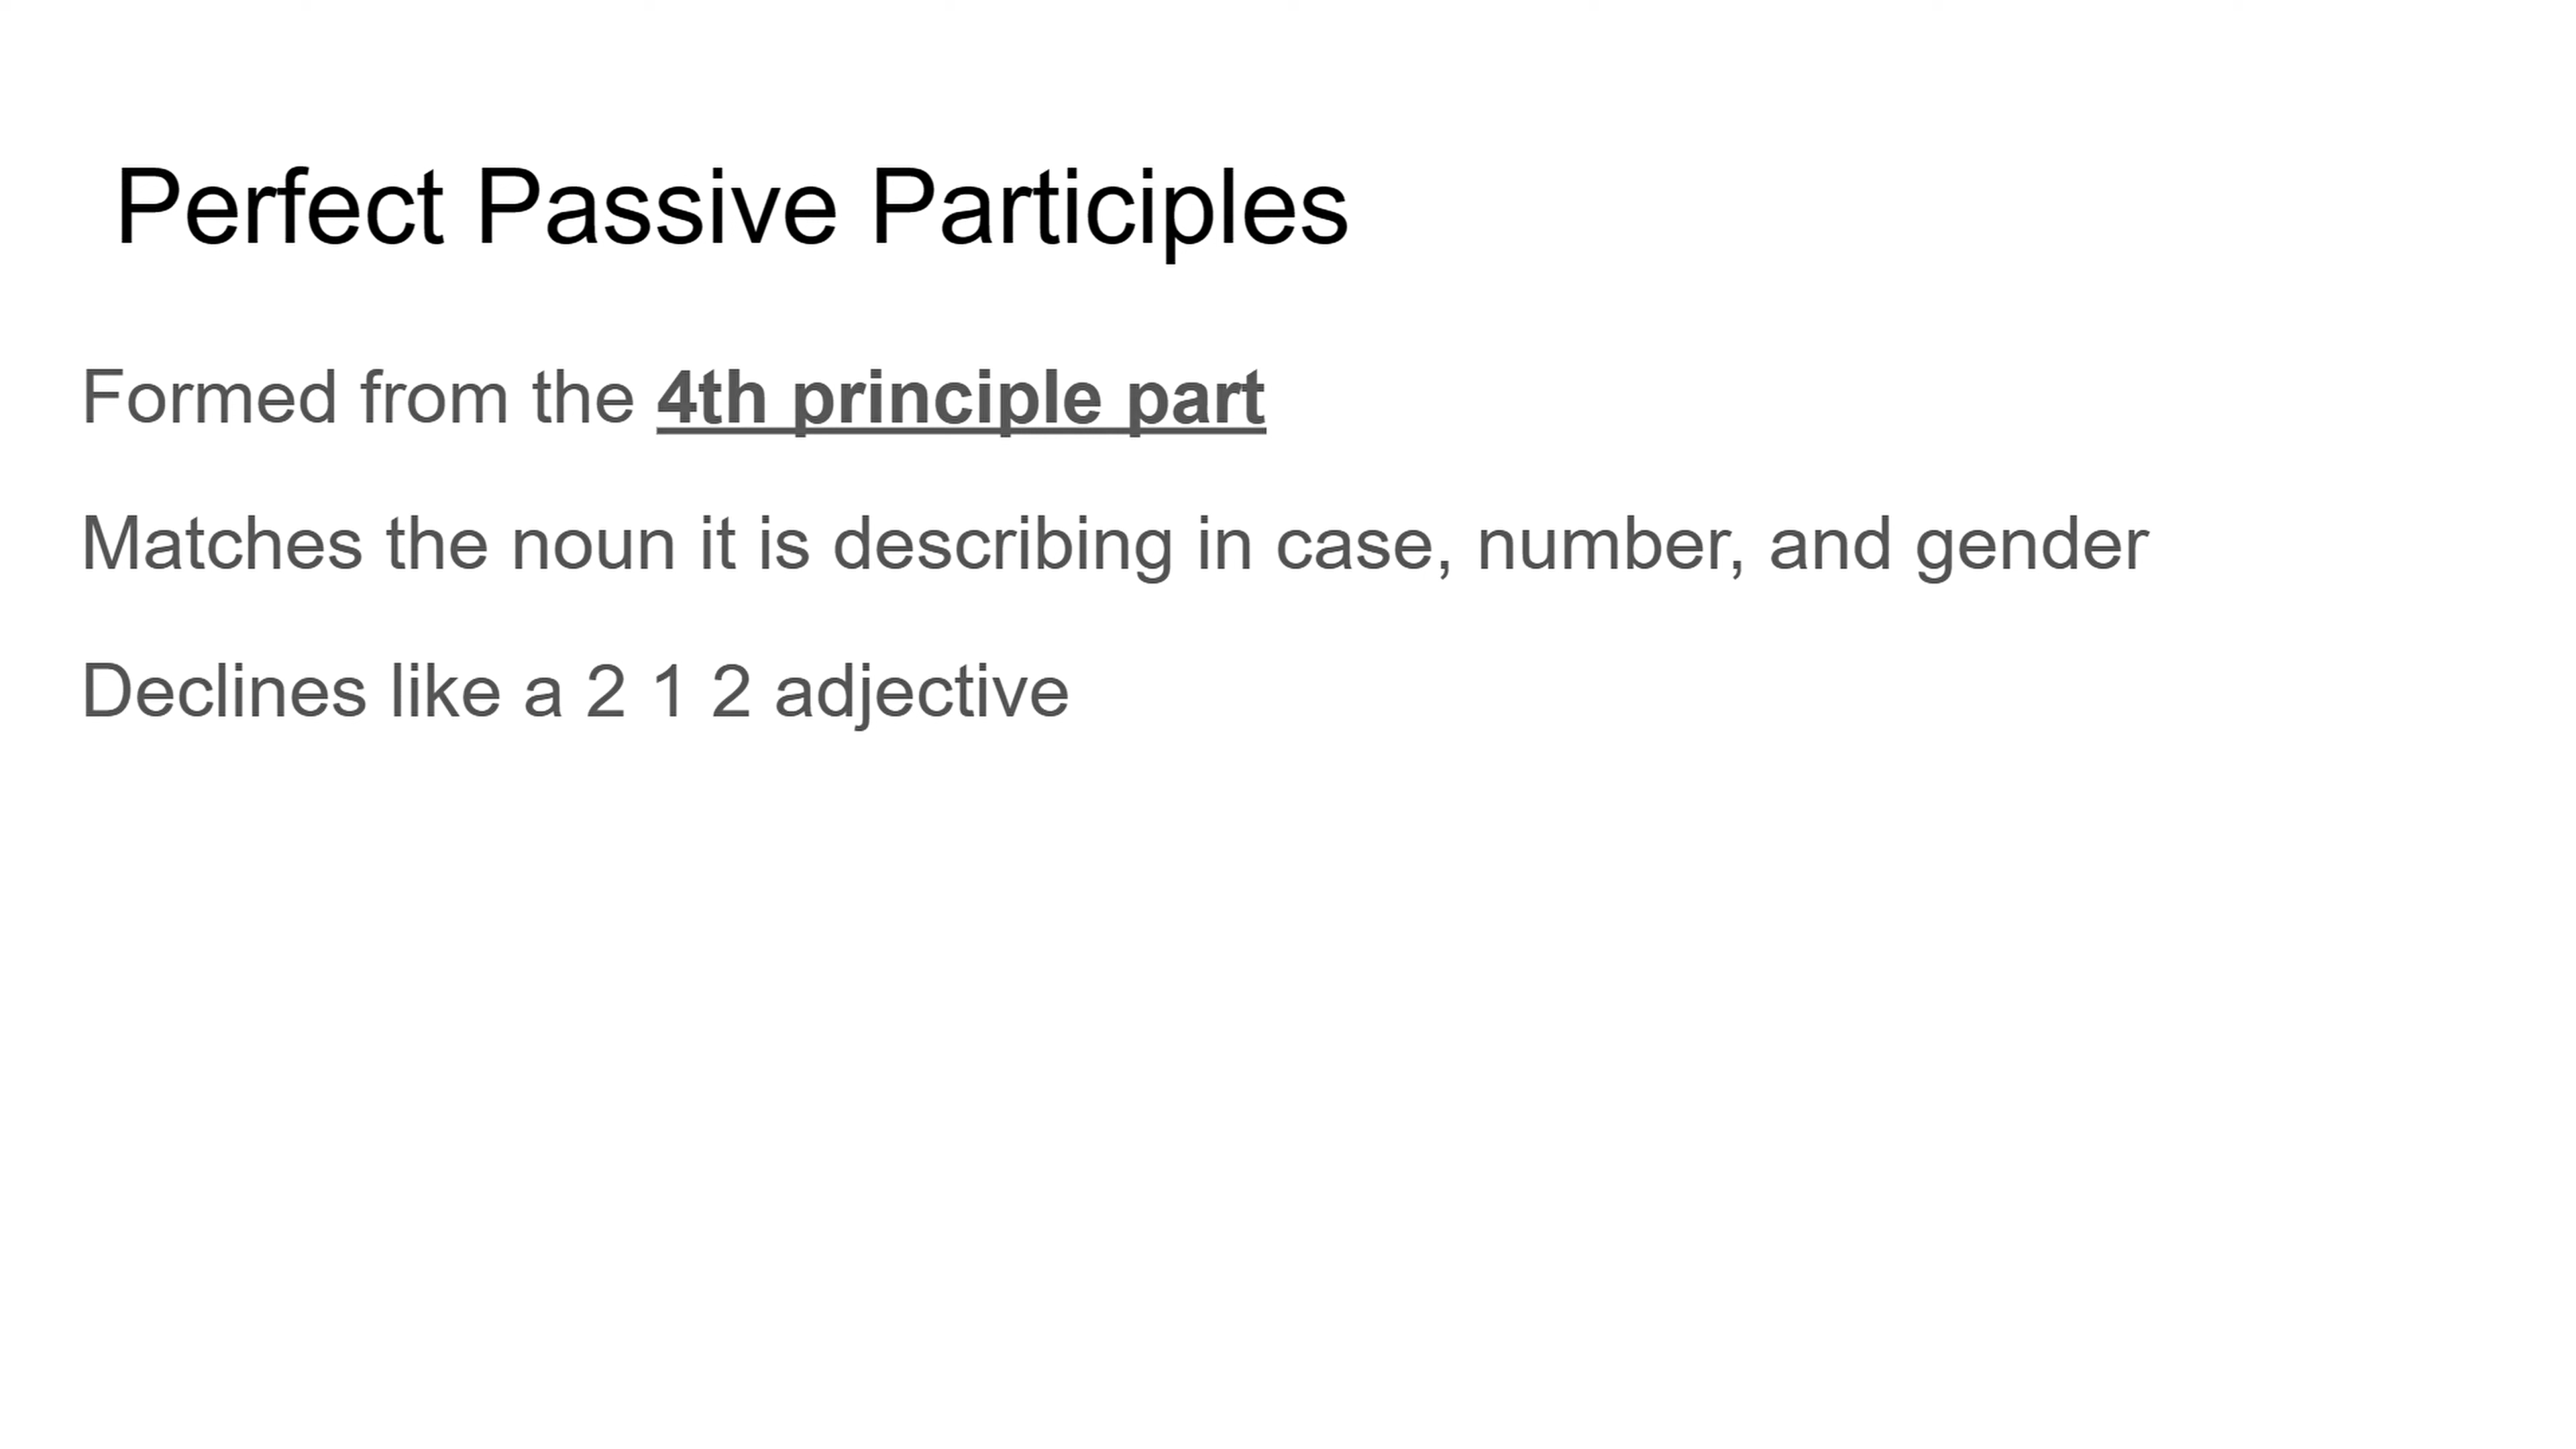 Perfect Passive Participles
Formed from the 4th principle part
Matches the noun it is describing in case, number, and gender
Declines like a 2 1 2 adjective